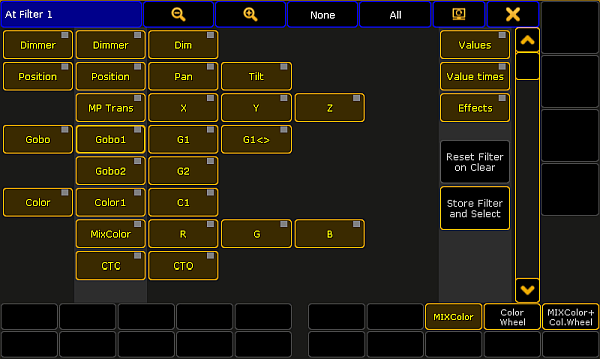 At Filter 1
None
All
Dimmer
Dimmer
Dim
Values
Position
Position
Pan
Tilt
Value times
MP Trans
X
Y
Z
Effects
Gobo
Gobo1
G1
G1<>
Reset Filter
on Clear
Gobo2
G2
Color
Color1
C1
Store Filter
and Select
MixColor
R
G
B
CTC
CTO
MIXColor
Color
Wheel
MIXColor+
Col.Wheel